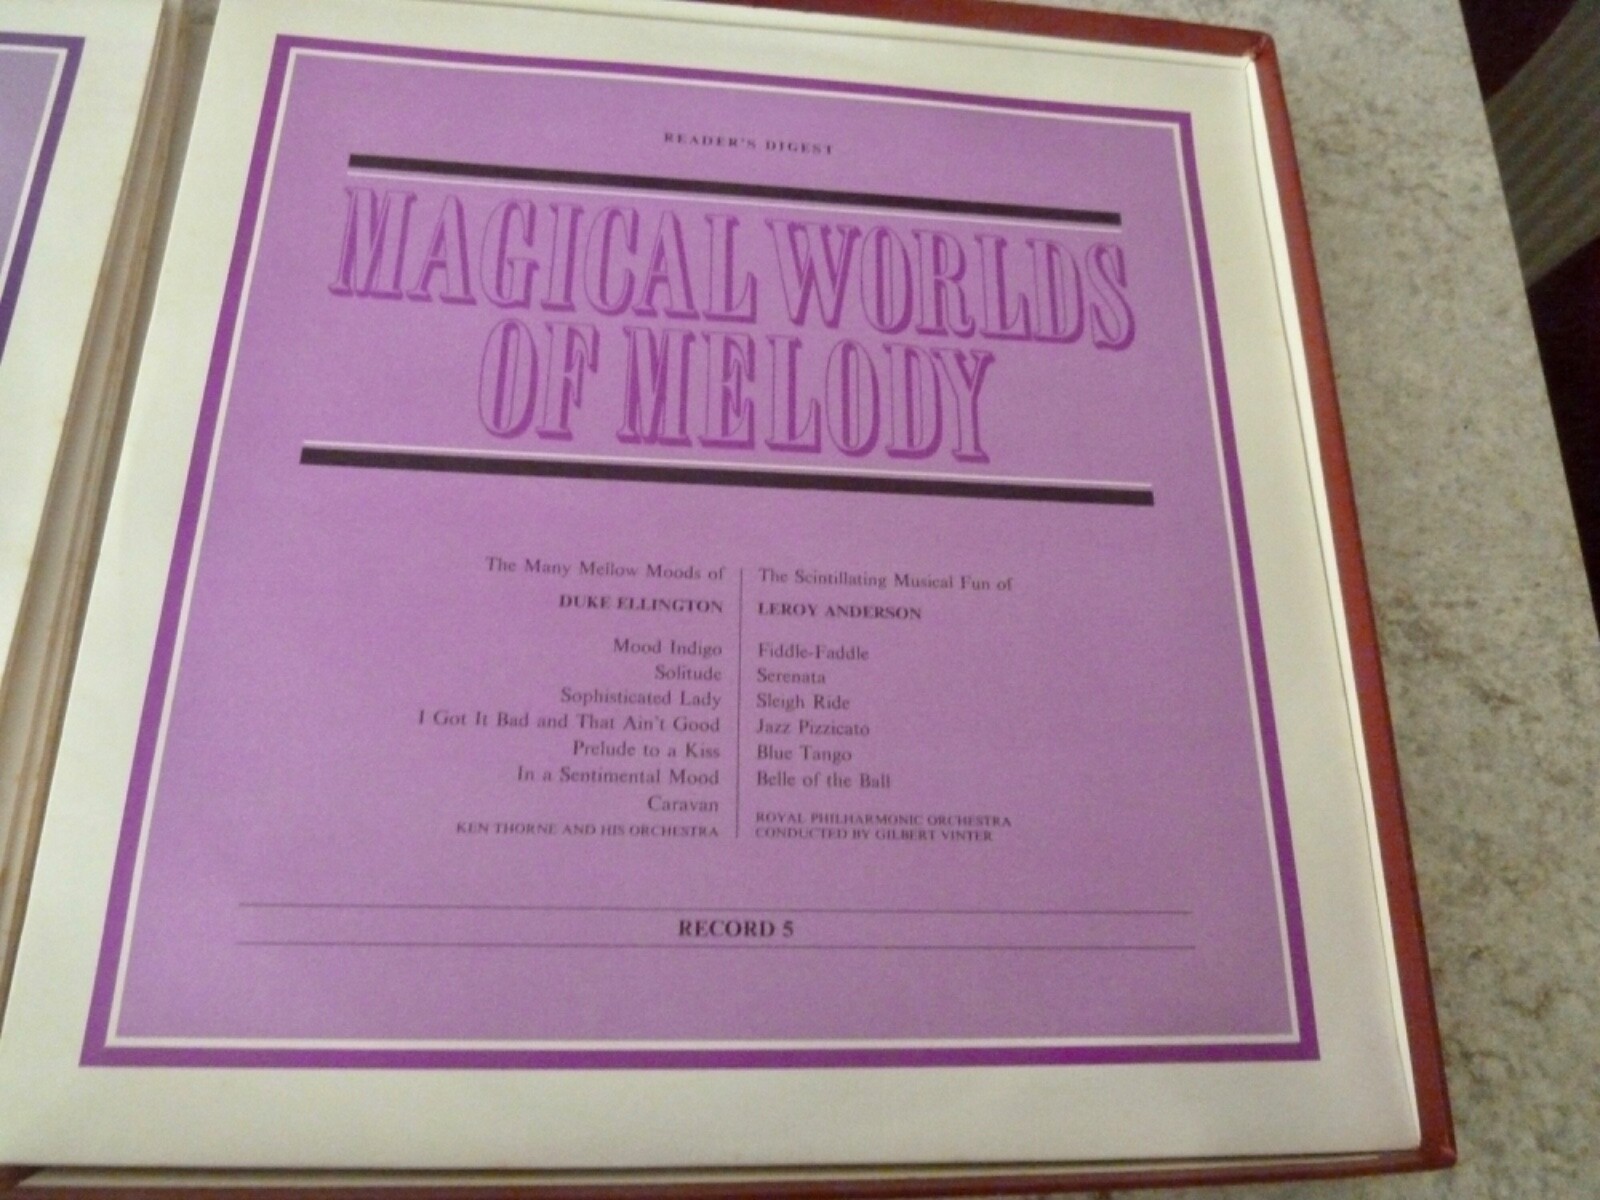 READER'S DIGEST
MAGICAL WORLDS
OF MELODY
The Many Mellow Moods of
DUKE ELLINGTON
Mood Indigo
Solitude
Sophisticated Lady
I Got It Bad and That Ain't Good
Prelude to a Kiss
In a Sentimental Mood
Caravan
KEN THORNE AND HIS ORCHESTRA
The Scintillating Musical Fun of
LEROY ANDERSON
Fiddle-Faddle
Serenata
Sleigh Ride
Jazz Pizzicato
Blue Tango
Belle of the Ball
ROYAL PHILHARMONIC ORCHESTRA
CONDUCTED BY GILBERT VINTER
RECORD 5